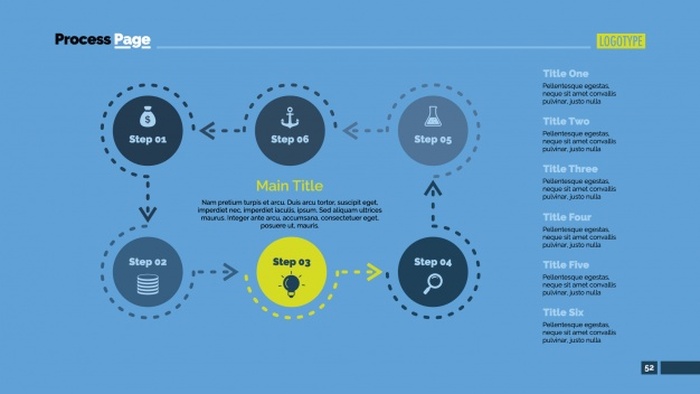 Process Page
LOGOTYPE
Step 01
Step 06
Step 05
Main Title
Nam pretium turpis et arcu. Duis arcu tortor, suscipit eget,
imperdiet nec, imperdiet iaculis, ipsum. Sed aliquam ultrices
maurus. Integer ante arcu, accumsana, consectetuer eget,
posuere ut, mauris.
Step 02
Step 03
Step 04
Title One
Pellentesque egestas,
neque sit amet convallis
pulvinar, justo nulla
Title Two
Pellentesque egestas,
neque sit amet convallis
pulvinar, justo nulla
Title Three
Pellentesque egestas,
neque sit amet convallis
pulvinar, justo nulla
Title Four
Pellentesque egestas,
neque sit amet convallis
pulvinar, justo nulla
Title Five
Pellentesque egestas,
neque sit amet convallis
pulvinar, justo nulla
Title Six
Pellentesque egestas,
neque sit amet convallis
pulvinar, justo nulla
52